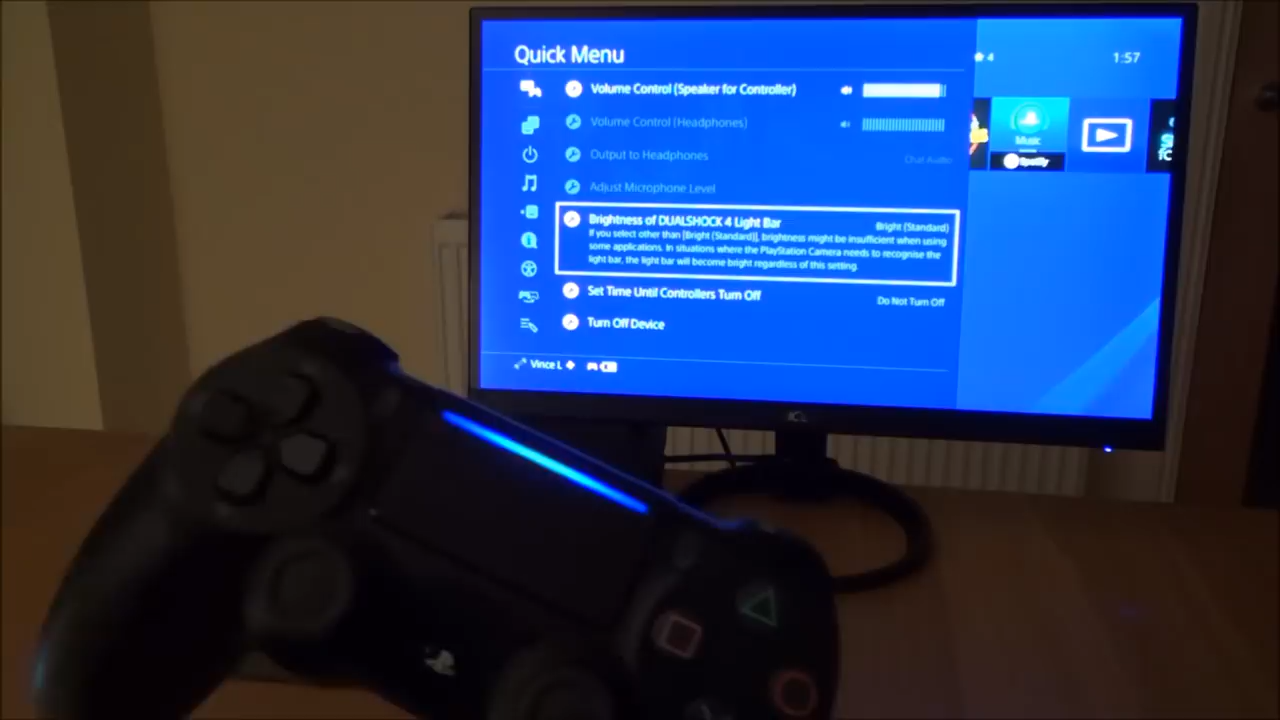 Quick Menu
4
1:57
Volume Control (Speaker for Controller)
Volume Control (Headphones)
Output to Headphones
Chat Audio
Adjust Microphone Level
Brightness of DUALSHOCK 4 Light Bar
Bright (Standard)
If you select other than [Bright (Standard)], brightness might be insufficient when using
some applications. In situations where the PlayStation Camera needs to recognise the
light bar, the light bar will become bright regardless of this setting.
Set Time Until Controllers Turn Off
Do Not Turn Off
Turn Off Device
Vince L
Music
Spotify